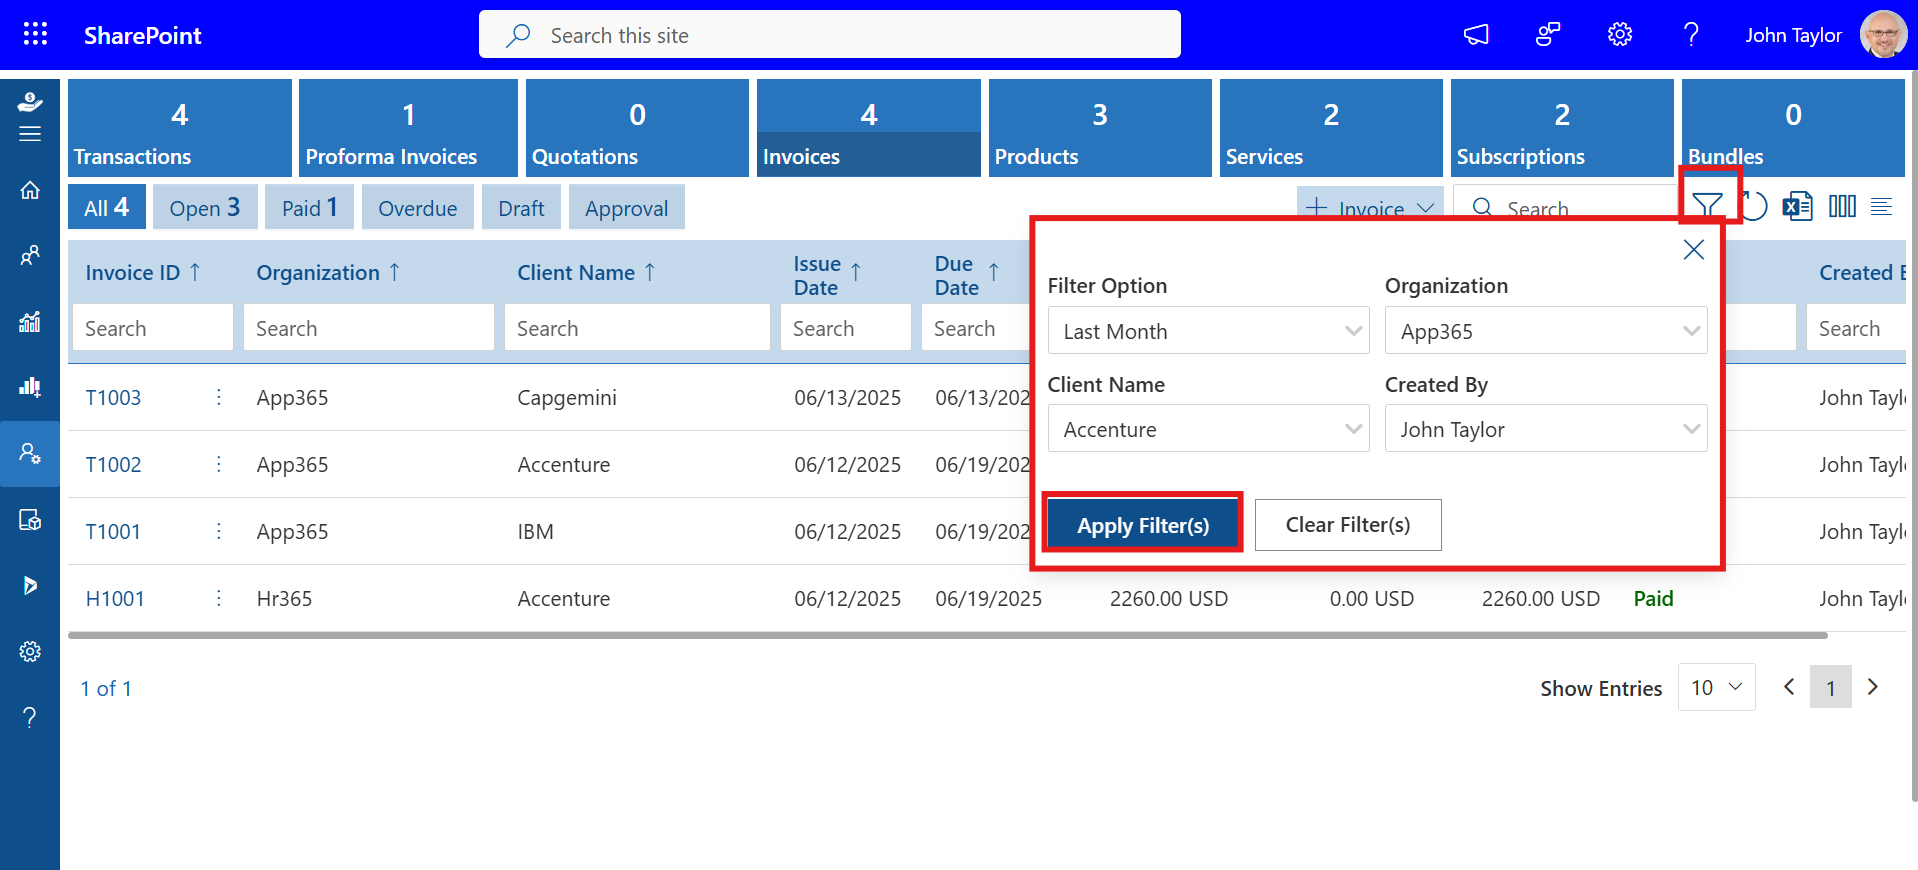 SharePoint
Search this site
John Taylor
4
Transactions
1
Proforma Invoices
0
Quotations
4
Invoices
3
Products
2
Services
2
Subscriptions
0
Bundles
All 4
Open 3
Paid 1
Overdue
Draft
Approval
Invoice
Search
Invoice ID
Organization
Client Name
Issue
Date
Due
Date
Created
Search
Search
Search
Search
Search
Search
Filter Option
Organization
Last Month
App365
Client Name
Created By
Accenture
John Taylor
Apply Filter(s)
Clear Filter(s)
T1003 App365 Capgemini 06/13/2025 06/13/202 John
T1002 App365 Accenture 06/12/2025 06/19/202 John
T1001 App365 IBM 06/12/2025 06/19/202 John
H1001 Hr365 Accenture 06/12/2025 06/19/2025 2260.00 USD 0.00 USD 2260.00 USD Paid John
1 of 1
Show Entries 10 1